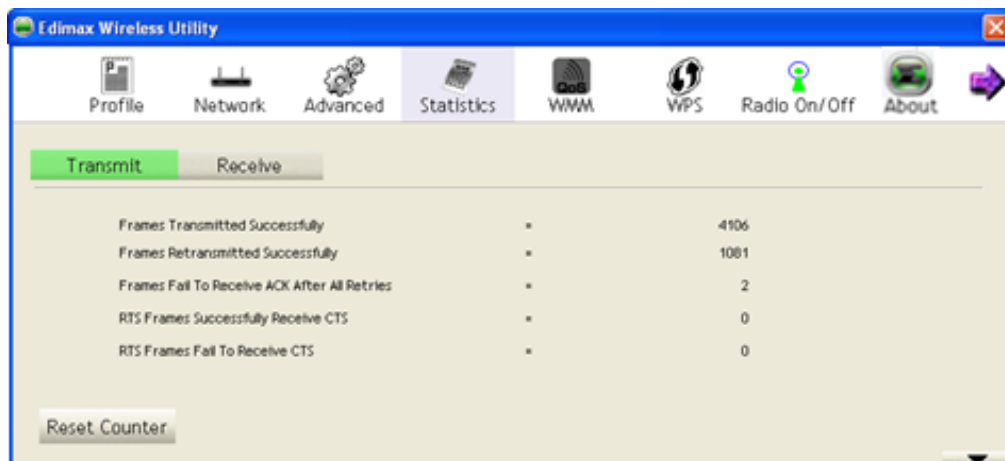 Edimax Wireless Utility
Profile Network Advanced Statistics QoS WMM WPS Radio On/Off About
Transmit Receive
Frames Transmitted Successfully = 4106
Frames Retransmitted Successfully = 1081
Frames Fail To Receive ACK After All Retries = 2
RTS Frames Successfully Receive CTS = 0
RTS Frames Fail To Receive CTS = 0
Reset Counter